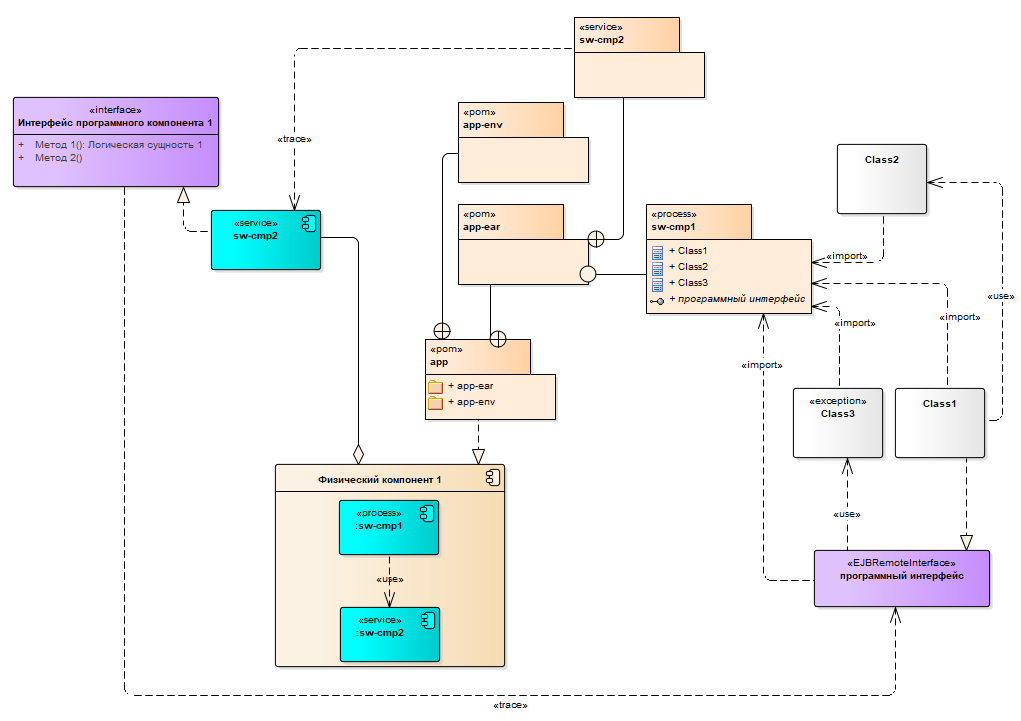 «service»
sw-cmp2
«trace»
«interface»
Интерфейс программного компонента 1
+ Метод 1(): Логическая сущность 1
+ Метод 2()
«pom»
app-env
Class2
«service»
sw-cmp2
«pom»
app-ear
«process»
sw-cmp1
+ Class1
+ Class2
+ Class3
+ программный интерфейс
«import»
«use»
«import»
«import»
«import»
«pom»
app
+ app-ear
+ app-env
«exception»
Class3
Class1
Физический компонент 1
«process»
:sw-cmp1
«use»
«service»
:sw-cmp2
«use»
«EJBRemoteInterface»
программный интерфейс
«trace»